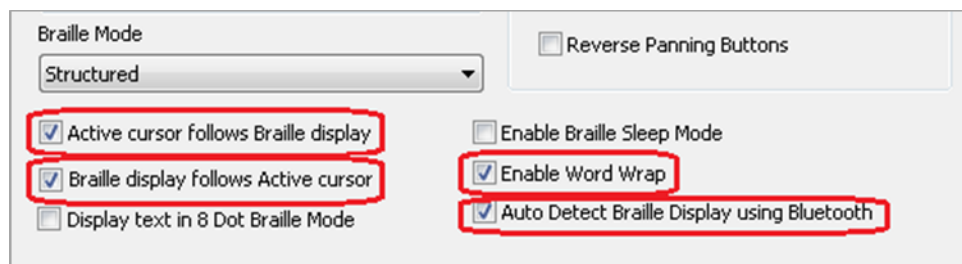 Braille Mode
Structured
Reverse Panning Buttons
Active cursor follows Braille display
Braille display follows Active cursor
Display text in 8 Dot Braille Mode
Enable Braille Sleep Mode
Enable Word Wrap
Auto Detect Braille Display using Bluetooth